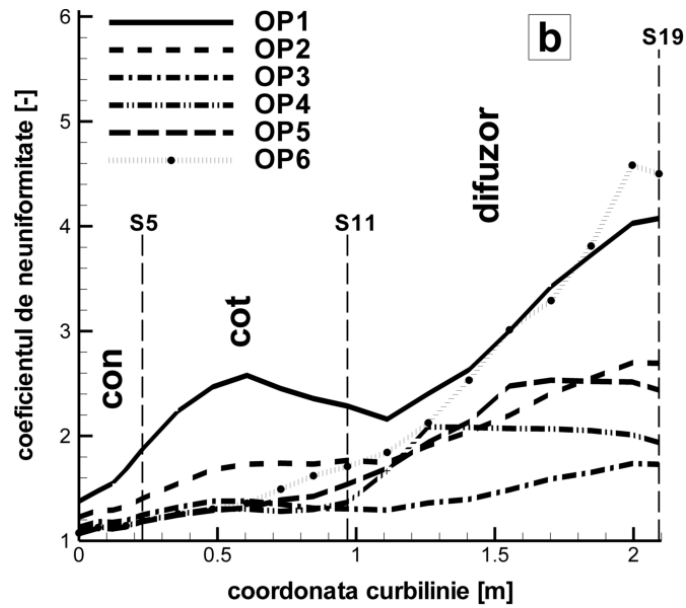 6
5
4
3
2
1
coeficientul de neuniformitate [-]
OP1
OP2
OP3
OP4
OP5
OP6
b
S19
S5
S11
con
cot
difuzor
0
0.5
1
1.5
2
coordonata curbilinie [m]